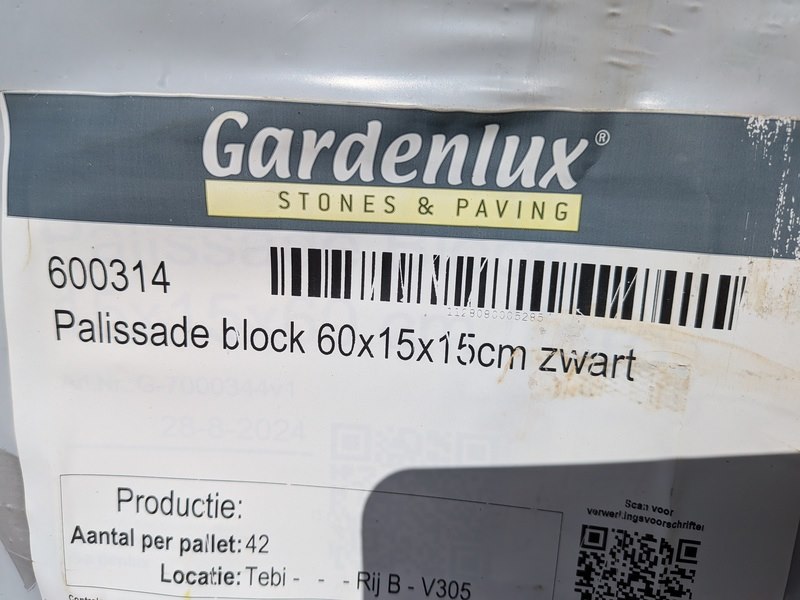 Gardenlux®
STONES & PAVING
600314
Palissade block 60x15x15cm zwart
28-8-2024
Productie:
Aantal per pallet: 42
Locatie: Tebi - - - Rij B - V305
Scan voor
verwerkingsvoorschriften